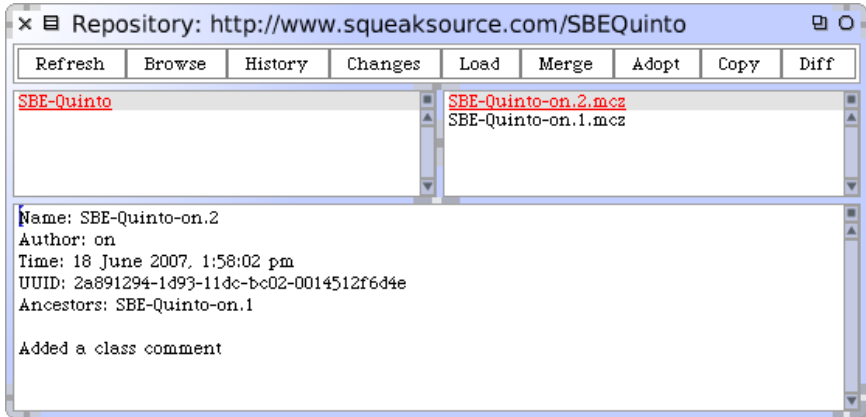 Repository: http://www.squeaksource.com/SBEQuinto
Refresh Browse History Changes Load Merge Adopt Copy Diff
SBE-Quinto
SBE-Quinto-on.2.mcz
SBE-Quinto-on.1.mcz
Name: SBE-Quinto-on.2
Author: on
Time: 18 June 2007, 1:58:02 pm
UUID: 2a891294-1d93-11dc-bc02-0014512f6d4e
Ancestors: SBE-Quinto-on.1
Added a class comment